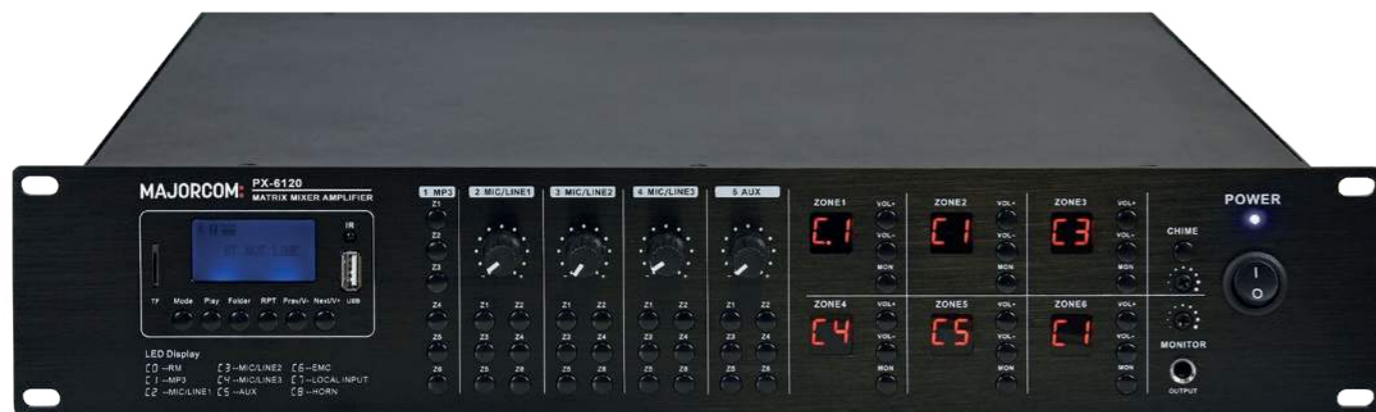 MAJORCOM: PX-6120
MATRIX MIXER AMPLIFIER
IR
BT NOT LINK
TF Mode Play Folder RPT Prev/V- Next/V+ USB
LED Display
C0 --RM C3 --MIC/LINE2 C6 --EMC
C1 --MP3 C4 --MIC/LINE3 C7 --LOCAL INPUT
C2 --MIC/LINE1 C5 --AUX C8 --HORN
1 MP3
Z1
Z2
Z3
Z4
Z5
Z6
2 MIC/LINE1
Z1 Z2
Z3 Z4
Z5 Z6
3 MIC/LINE2
Z1 Z2
Z3 Z4
Z5 Z6
4 MIC/LINE3
Z1 Z2
Z3 Z4
Z5 Z6
5 AUX
Z1 Z2
Z3 Z4
Z5 Z6
ZONE1 VOL+
C.1 VOL-
MON
ZONE2 VOL+
C1 VOL-
MON
ZONE3 VOL+
C3 VOL-
MON
ZONE4 VOL+
C4 VOL-
MON
ZONE5 VOL+
C5 VOL-
MON
ZONE6 VOL+
C1 VOL-
MON
CHIME
MONITOR
OUTPUT
POWER
I
O